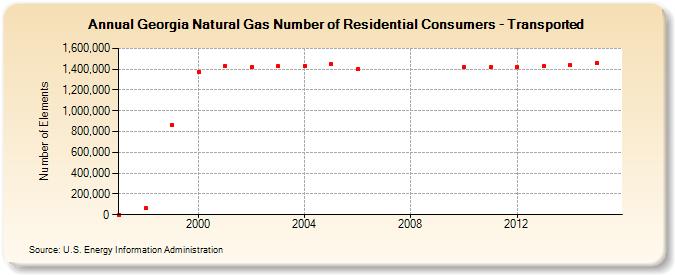 Annual Georgia Natural Gas Number of Residential Consumers - Transported
Number of Elements
1,600,000
1,400,000
1,200,000
1,000,000
800,000
600,000
400,000
200,000
0
2000 2004 2008 2012
Source: U.S. Energy Information Administration